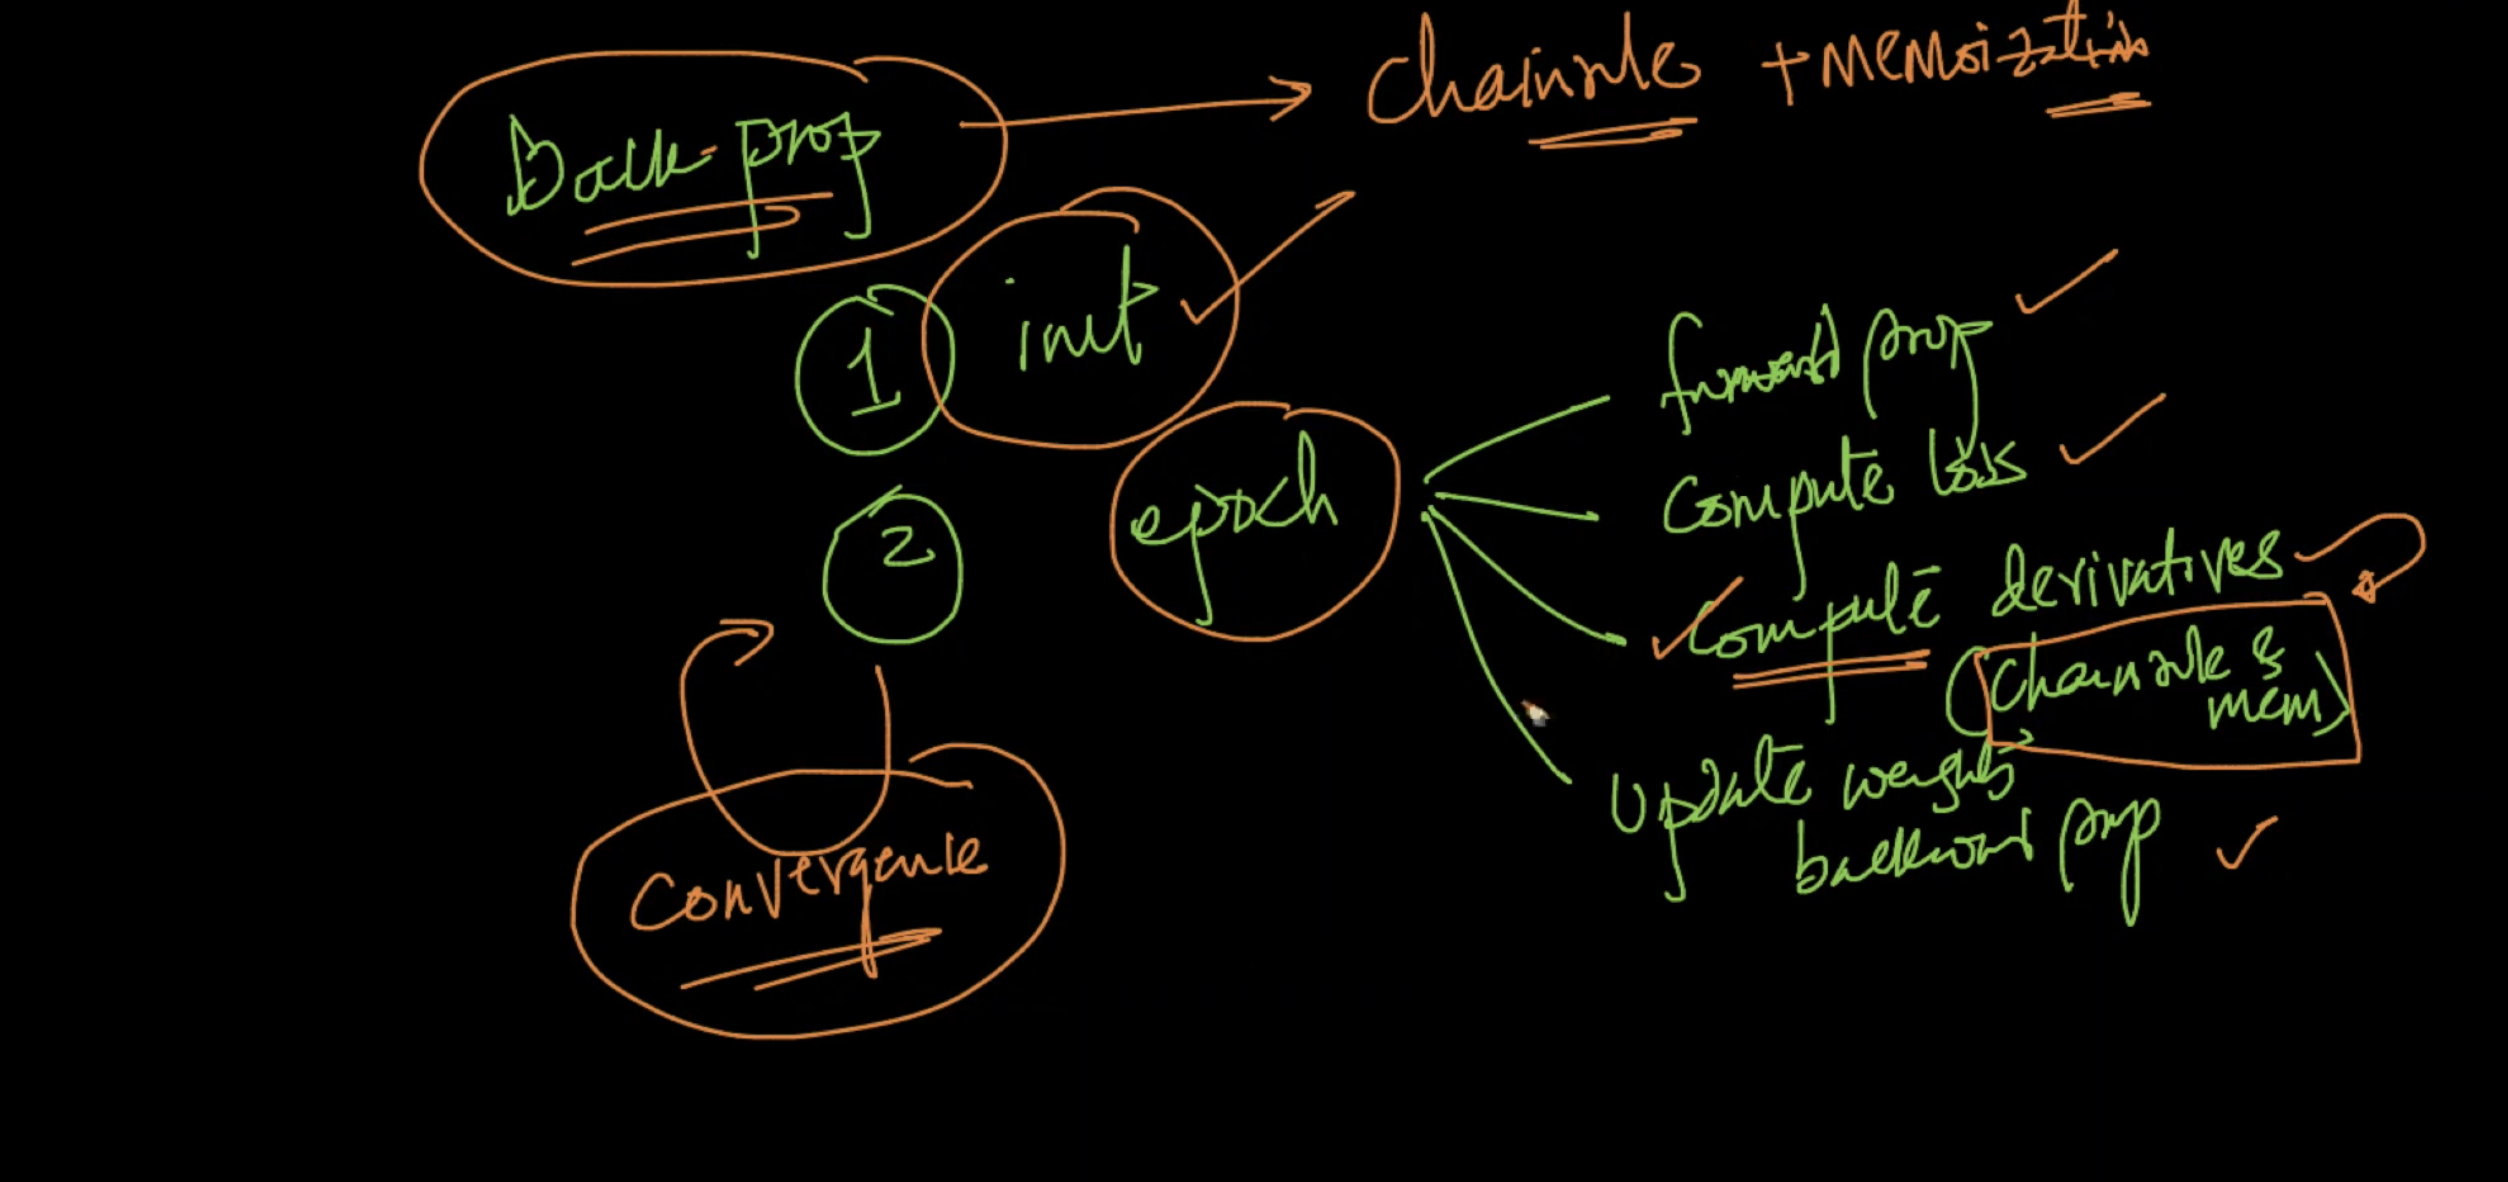 Chainrule + Memoization
Back-prop
1 init
forward prop
2 epoch
Compute loss
Compute derivatives
(Chainrule &
mem)
Update weights
backward prop
Convergence